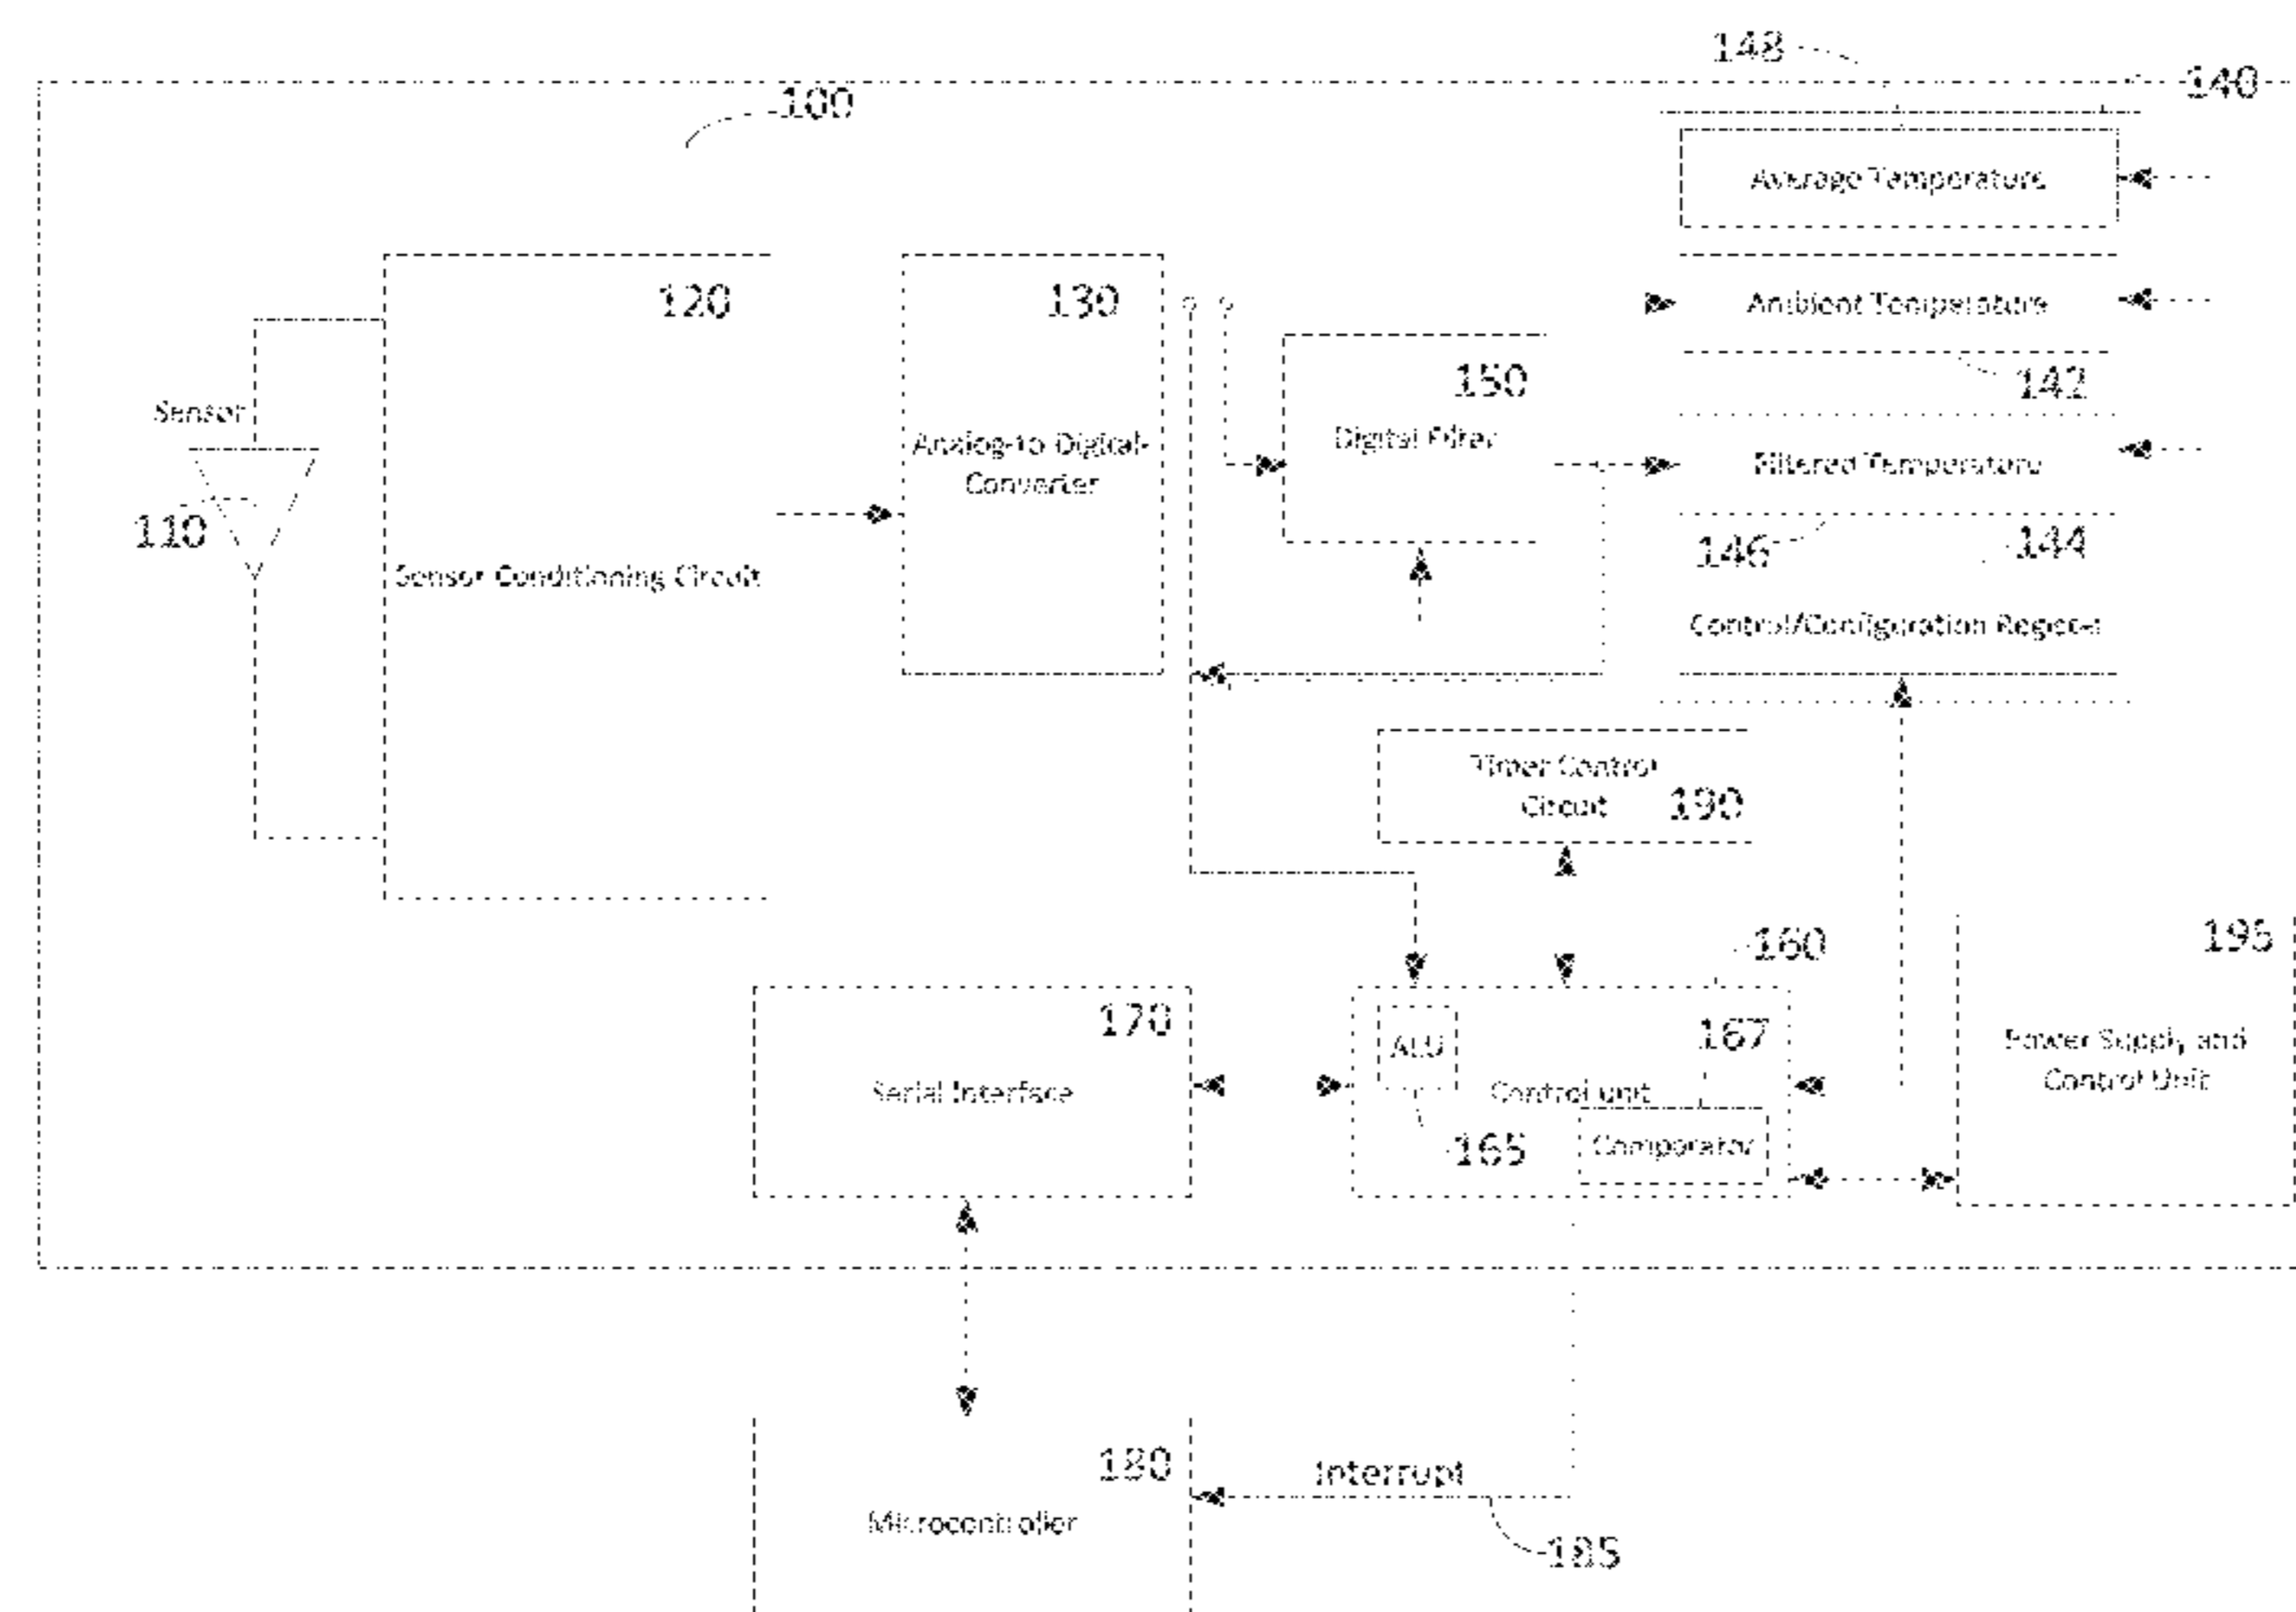 148
140
100
Average Temperature
120
130
Ambient Temperature
142
150
Sensor
Digital Filter
Analog-to Digital-
Converter
Filtered Temperature
110
146
144
Sensor Conditioning Circuit
Control/Configuration Register
Timer Control
Circuit
190
160
195
170
167
ALU
Power Supply and
Control Unit
Serial Interface
Control unit
165
Comparator
180
Interrupt
Microcontroller
185